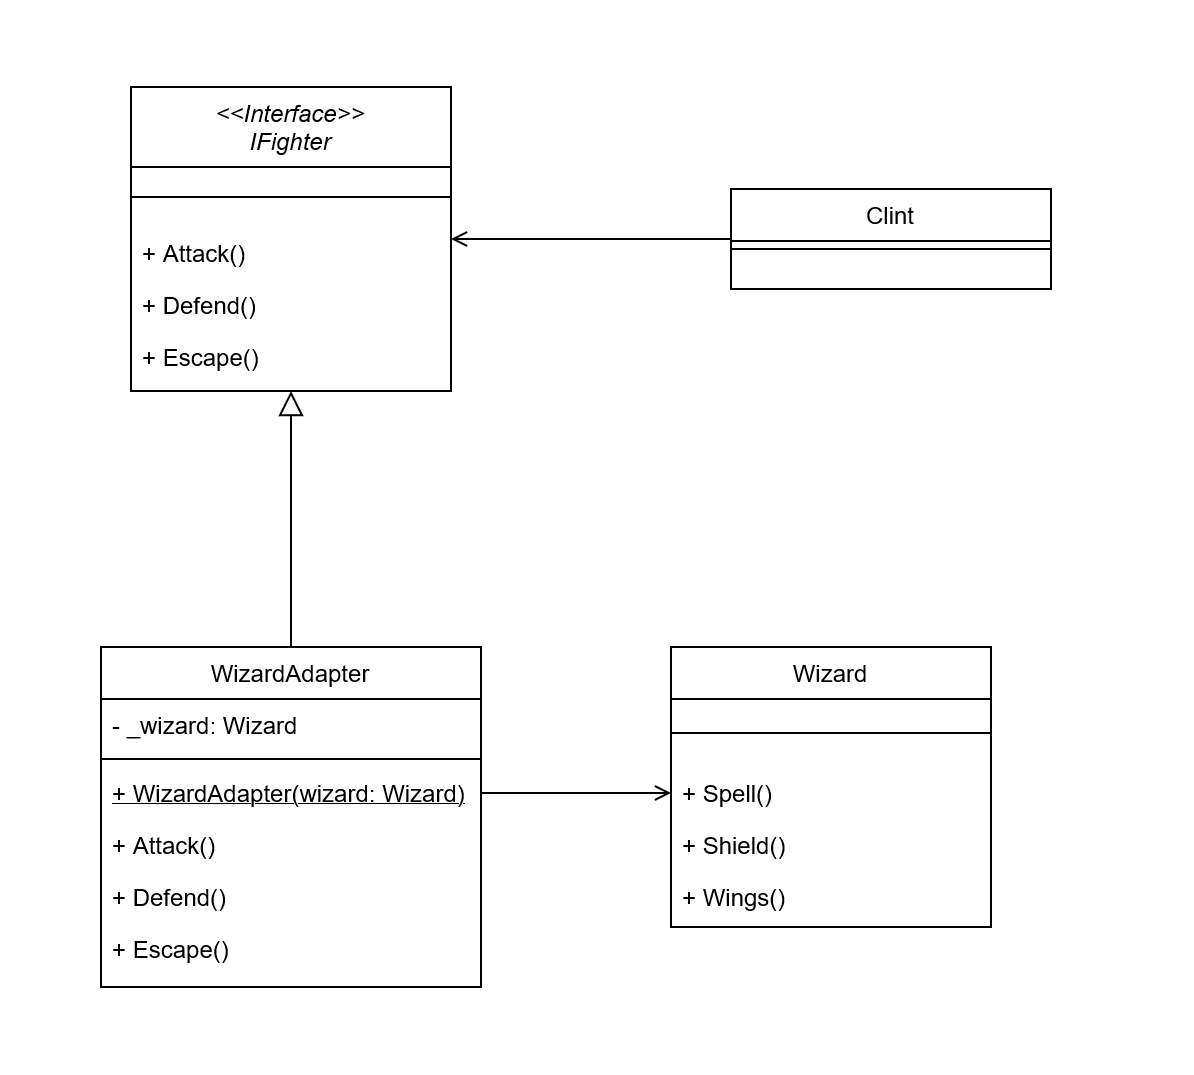 <<Interface>>
IFighter
+ Attack()
+ Defend()
+ Escape()
Clint
WizardAdapter
- _wizard: Wizard
+ WizardAdapter(wizard: Wizard)
+ Attack()
+ Defend()
+ Escape()
Wizard
+ Spell()
+ Shield()
+ Wings()